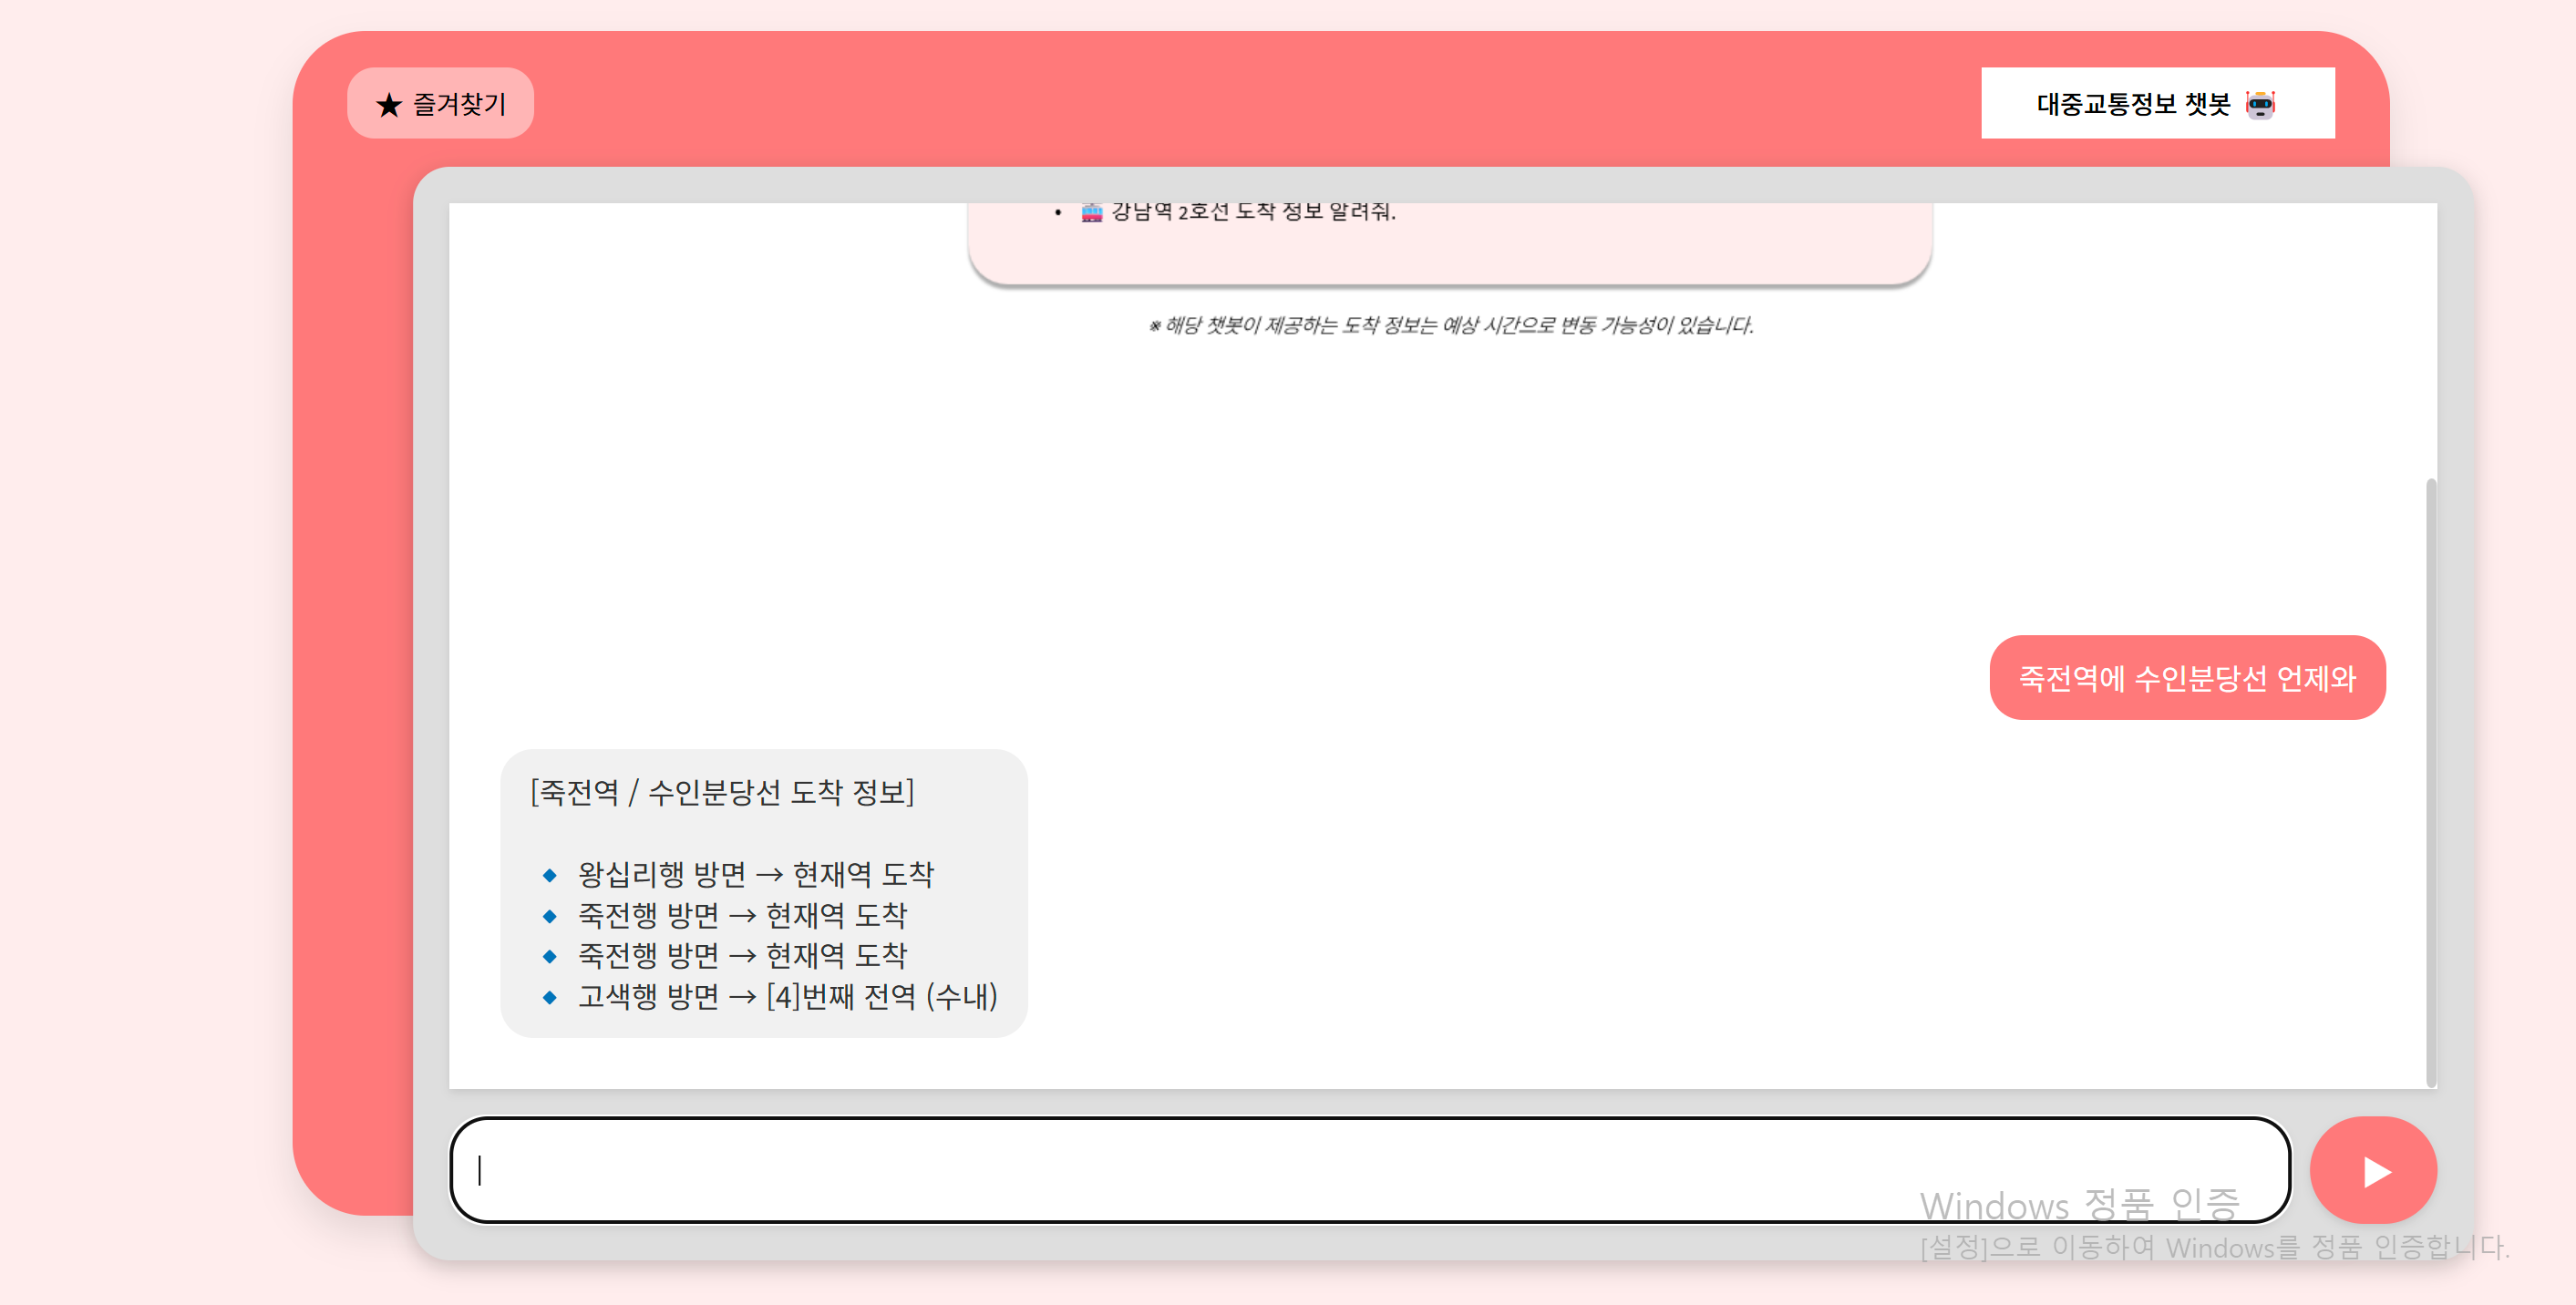 ★ 즐겨찾기
대중교통정보 챗봇
• 강남역 2호선 도착 정보 알려줘.
※ 해당 챗봇이 제공하는 도착 정보는 예상 시간으로 변동 가능성이 있습니다.
죽전역에 수인분당선 언제와
[죽전역 / 수인분당선 도착 정보]
🔹 왕십리행 방면 → 현재역 도착
🔹 죽전행 방면 → 현재역 도착
🔹 죽전행 방면 → 현재역 도착
🔹 고색행 방면 → [4]번째 전역 (수내)
Windows 정품 인증
[설정]으로 이동하여 Windows를 정품 인증합니다.